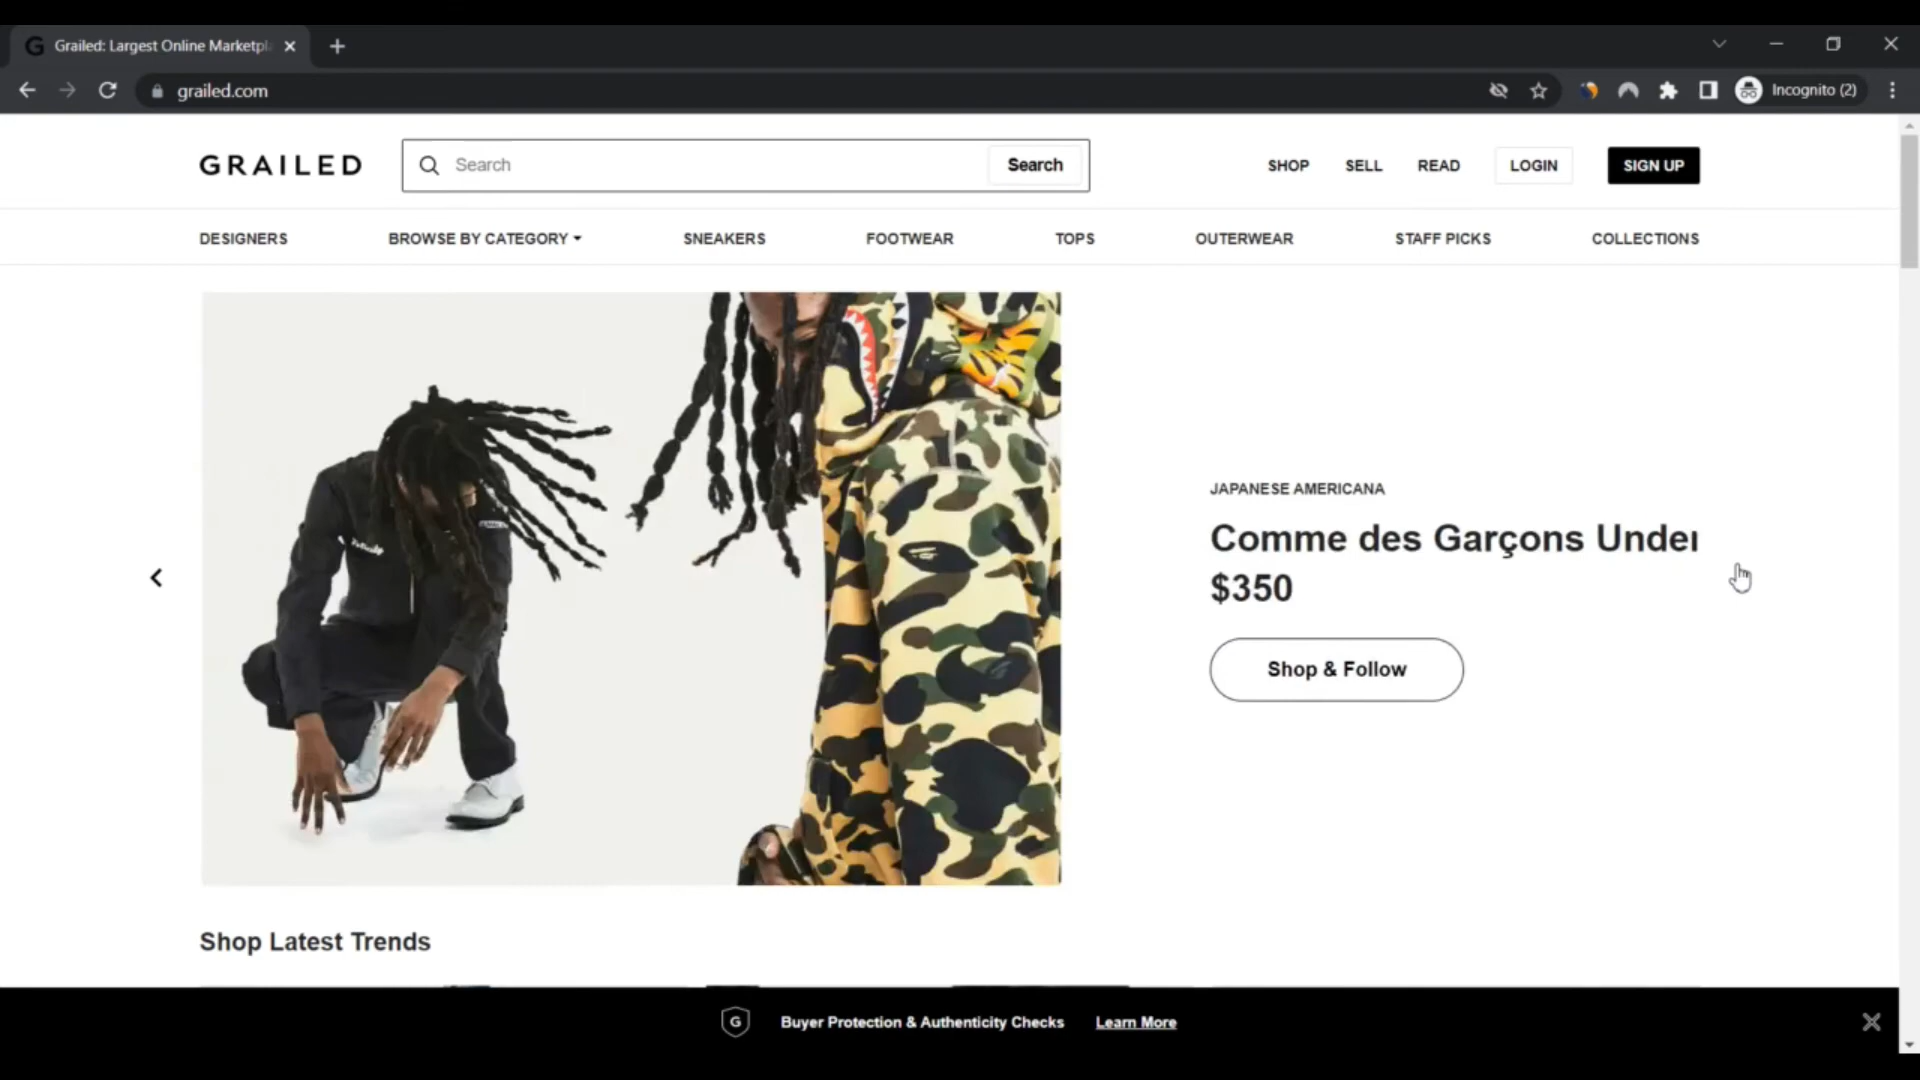 Grailed: Largest Online Marketpl
grailed.com
Incognito (2)
GRAILED
Search
Search
SHOP
SELL
READ
LOGIN
SIGN UP
DESIGNERS
BROWSE BY CATEGORY
SNEAKERS
FOOTWEAR
TOPS
OUTERWEAR
STAFF PICKS
COLLECTIONS
JAPANESE AMERICANA
Comme des Garçons Under
$350
Shop & Follow
Shop Latest Trends
G
Buyer Protection & Authenticity Checks
Learn More